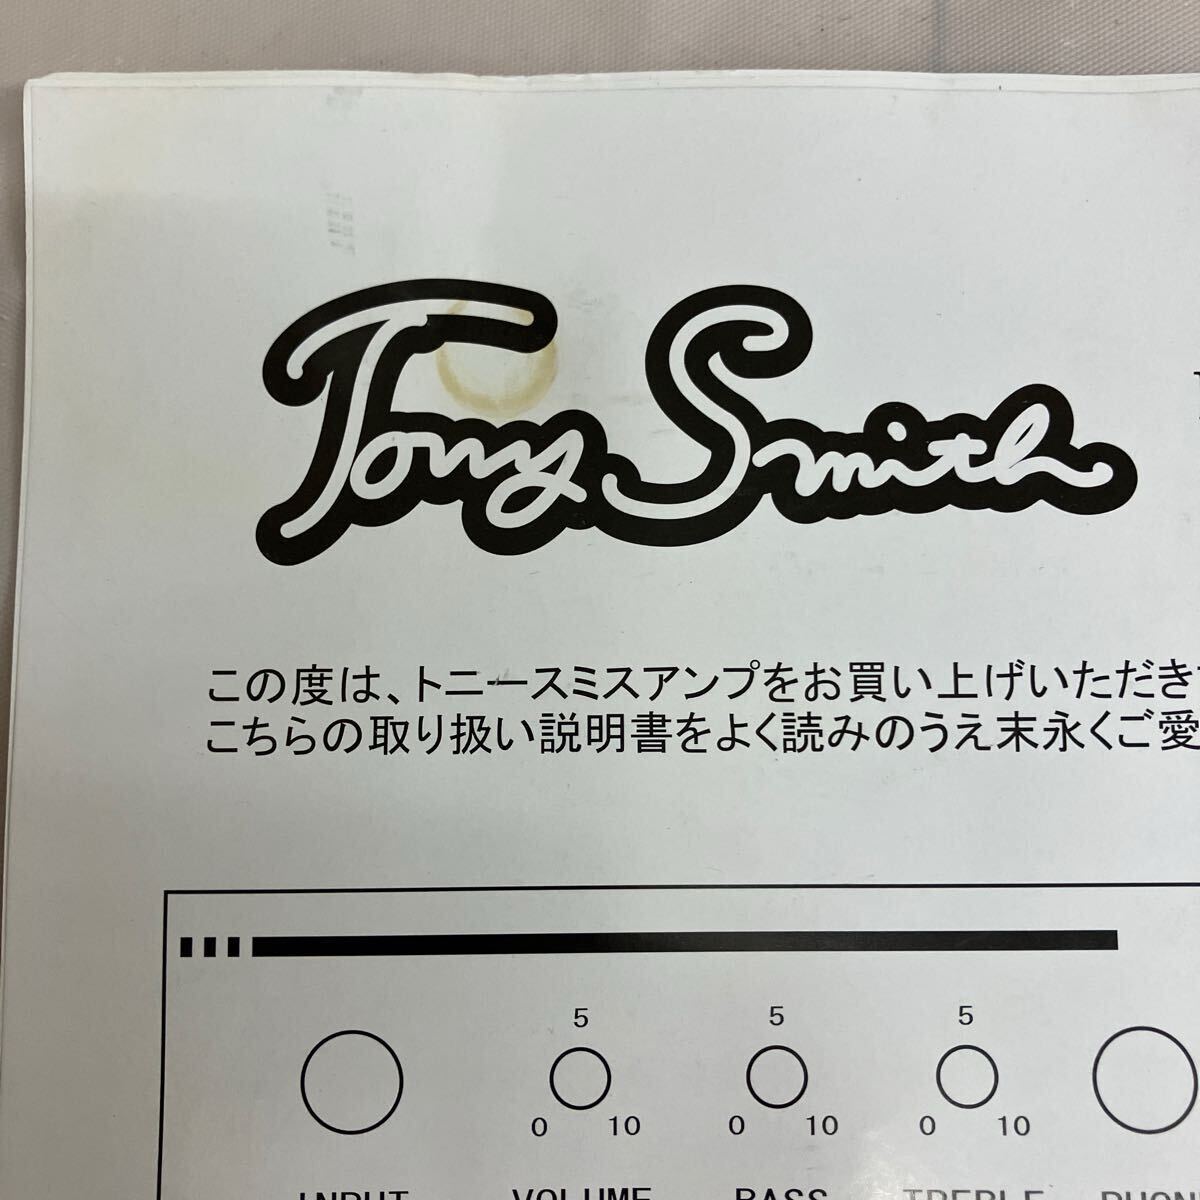 Tony Smith
この度は、トニースミスアンプをお買い上げいただき
こちらの取り扱い説明書をよく読みのうえ末永くご愛
5 5 5
0 10 0 10 0 10
INPUT VOLUME BASS TREBLE PHON